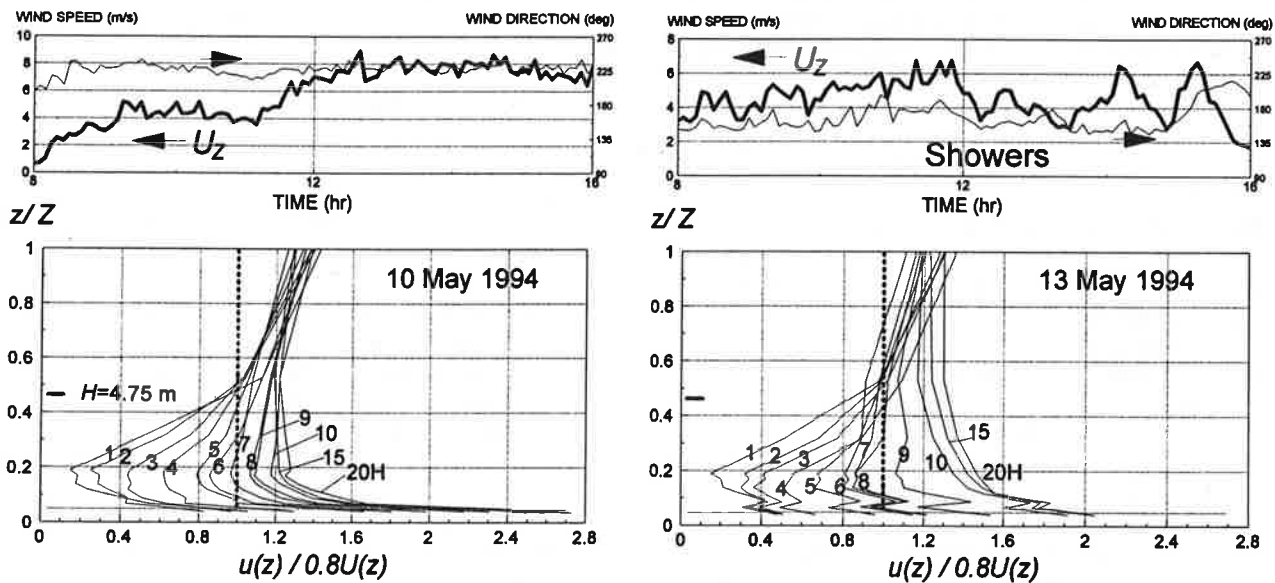 WIND SPEED (m/s) WIND DIRECTION (deg)
10 8 6 4 2 0
270 225 180 135 90
U_Z
8 12 16
TIME (hr)
WIND SPEED (m/s) WIND DIRECTION (deg)
8 6 4 2 0
270 225 180 135 90
U_Z
Showers
8 12 16
TIME (hr)
z/Z
1 0.8 0.6 0.4 0.2 0
10 May 1994
H=4.75 m
1 2 3 4 5 6 7 8 9 10 15 20H
0 0.4 0.8 1.2 1.6 2 2.4 2.8
u(z) / 0.8U(z)
z/Z
1 0.8 0.6 0.4 0.2 0
13 May 1994
1 2 3 4 5 6 7 8 9 10 15 20H
0 0.4 0.8 1.2 1.6 2 2.4 2.8
u(z) / 0.8U(z)